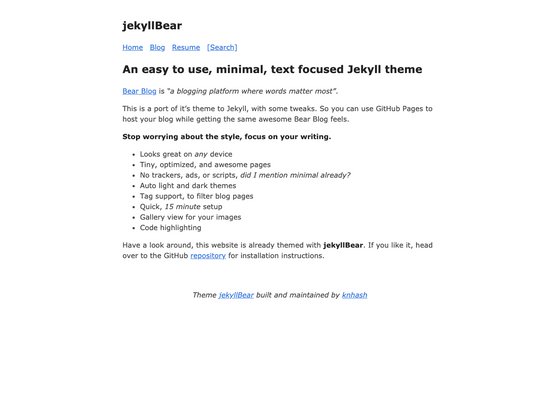 jekyllBear
Home Blog Resume [Search]
An easy to use, minimal, text focused Jekyll theme
Bear Blog is “a blogging platform where words matter most”.
This is a port of it’s theme to Jekyll, with some tweaks. So you can use GitHub Pages to
host your blog while getting the same awesome Bear Blog feels.
Stop worrying about the style, focus on your writing.
• Looks great on any device
• Tiny, optimized, and awesome pages
• No trackers, ads, or scripts, did I mention minimal already?
• Auto light and dark themes
• Tag support, to filter blog pages
• Quick, 15 minute setup
• Gallery view for your images
• Code highlighting
Have a look around, this website is already themed with jekyllBear. If you like it, head
over to the GitHub repository for installation instructions.
Theme jekyllBear built and maintained by knhash